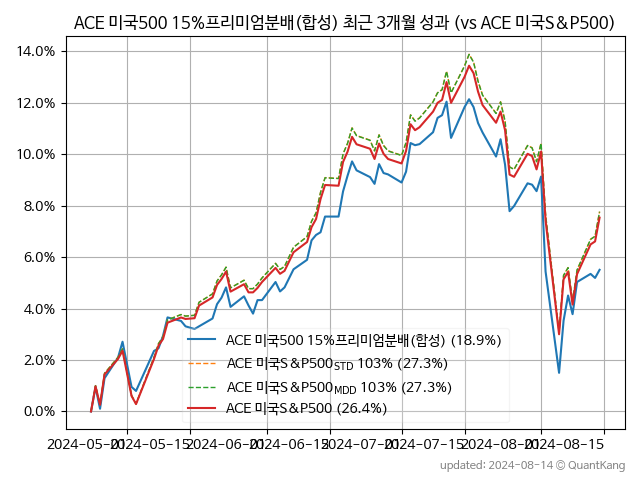 ACE 미국500 15%프리미엄분배(합성) 최근 3개월 성과 (vs ACE 미국S&P500)
14.0%
12.0%
10.0%
8.0%
6.0%
4.0%
2.0%
0.0%
ACE 미국500 15%프리미엄분배(합성) (18.9%)
ACE 미국S&P500STD 103% (27.3%)
ACE 미국S&P500MDD 103% (27.3%)
ACE 미국S&P500 (26.4%)
2024-05-01 2024-05-15 2024-06-01 2024-06-15 2024-07-01 2024-07-15 2024-08-01 2024-08-15
updated: 2024-08-14 © QuantKang